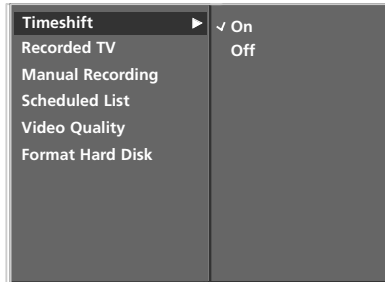 Timeshift
Recorded TV
Manual Recording
Scheduled List
Video Quality
Format Hard Disk
On
Off